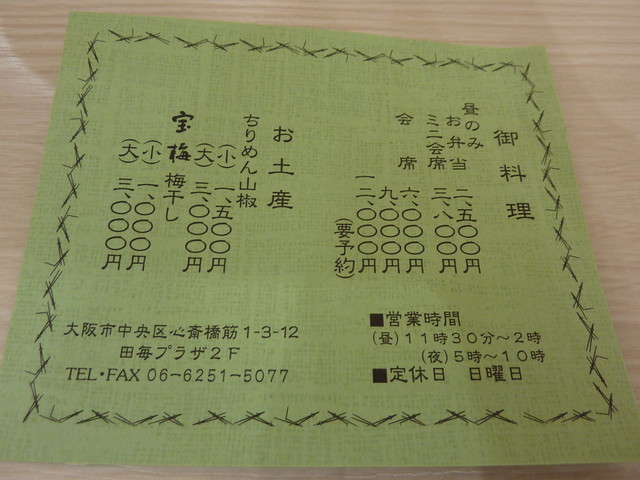 御料理
昼のみ
お弁当 二、五〇〇円
ミニ会席 三、八〇〇円
会席 六、〇〇〇円
九、〇〇〇円
一二、〇〇〇円
(要予約)
お土産
ちりめん山椒
(小) 一、五〇〇円
(大) 三、〇〇〇円
宝梅 梅干し
(小) 一、〇〇〇円
(大) 三、〇〇〇円
■営業時間
(昼)11時30分～2時
(夜)5時～10時
■定休日 日曜日
大阪市中央区心斎橋筋1-3-12
田毎プラザ2F
TEL・FAX 06-6251-5077